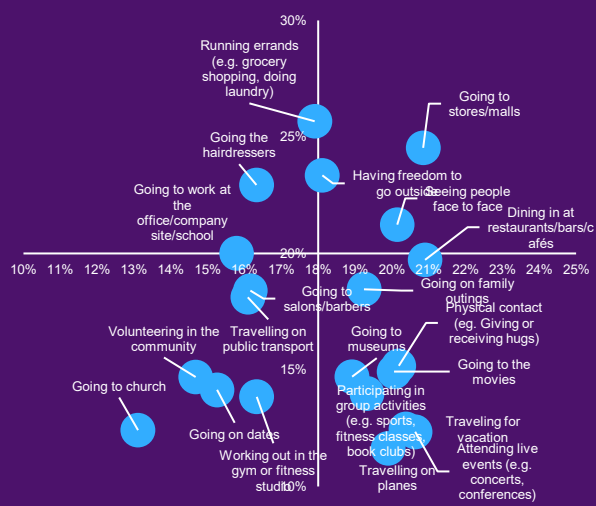 30%
Running errands
(e.g. grocery
shopping, doing
laundry)
Going to
stores/malls
25%
Going the
hairdressers
Having freedom to
go outside
Seeing people
face to face
Going to work at
the
office/company
site/school
Dining in at
restaurants/bars/c
afés
20%
10% 11% 12% 13% 14% 15% 16% 17% 18% 19% 20% 21% 22% 23% 24% 25%
Going to
salons/barbers
Going on family
outings
Physical contact
(eg. Giving or
receiving hugs)
Volunteering in the
community
Travelling on
public transport
Going to
museums
15%
Going to the
movies
Going to church
Participating in
group activities
(e.g. sports,
fitness classes,
book clubs)
Going on dates
Traveling for
vacation
Working out in the
gym or fitness
studio
Attending live
events (e.g.
concerts,
conferences)
Travelling on
planes
10%